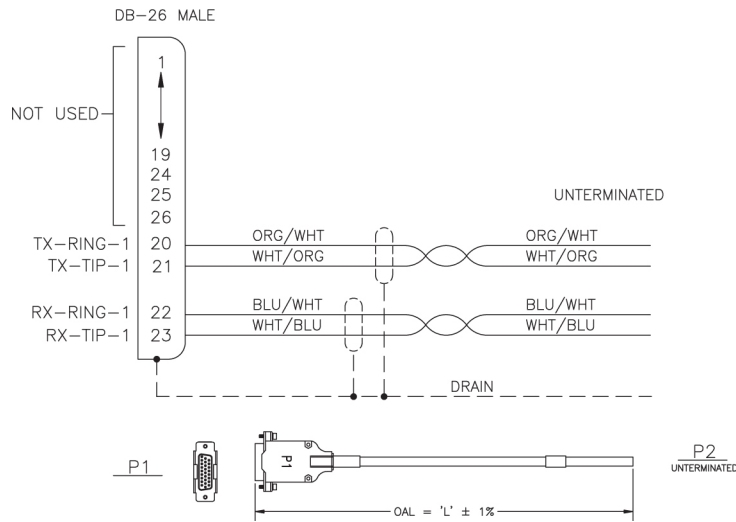 DB-26 MALE
1
NOT USED
19
24
25
26
UNTERMINATED
TX-RING-1 20 ORG/WHT ORG/WHT
TX-TIP-1 21 WHT/ORG WHT/ORG
RX-RING-1 22 BLU/WHT BLU/WHT
RX-TIP-1 23 WHT/BLU WHT/BLU
DRAIN
P1
P1
P2
UNTERMINATED
OAL = 'L' ± 1%